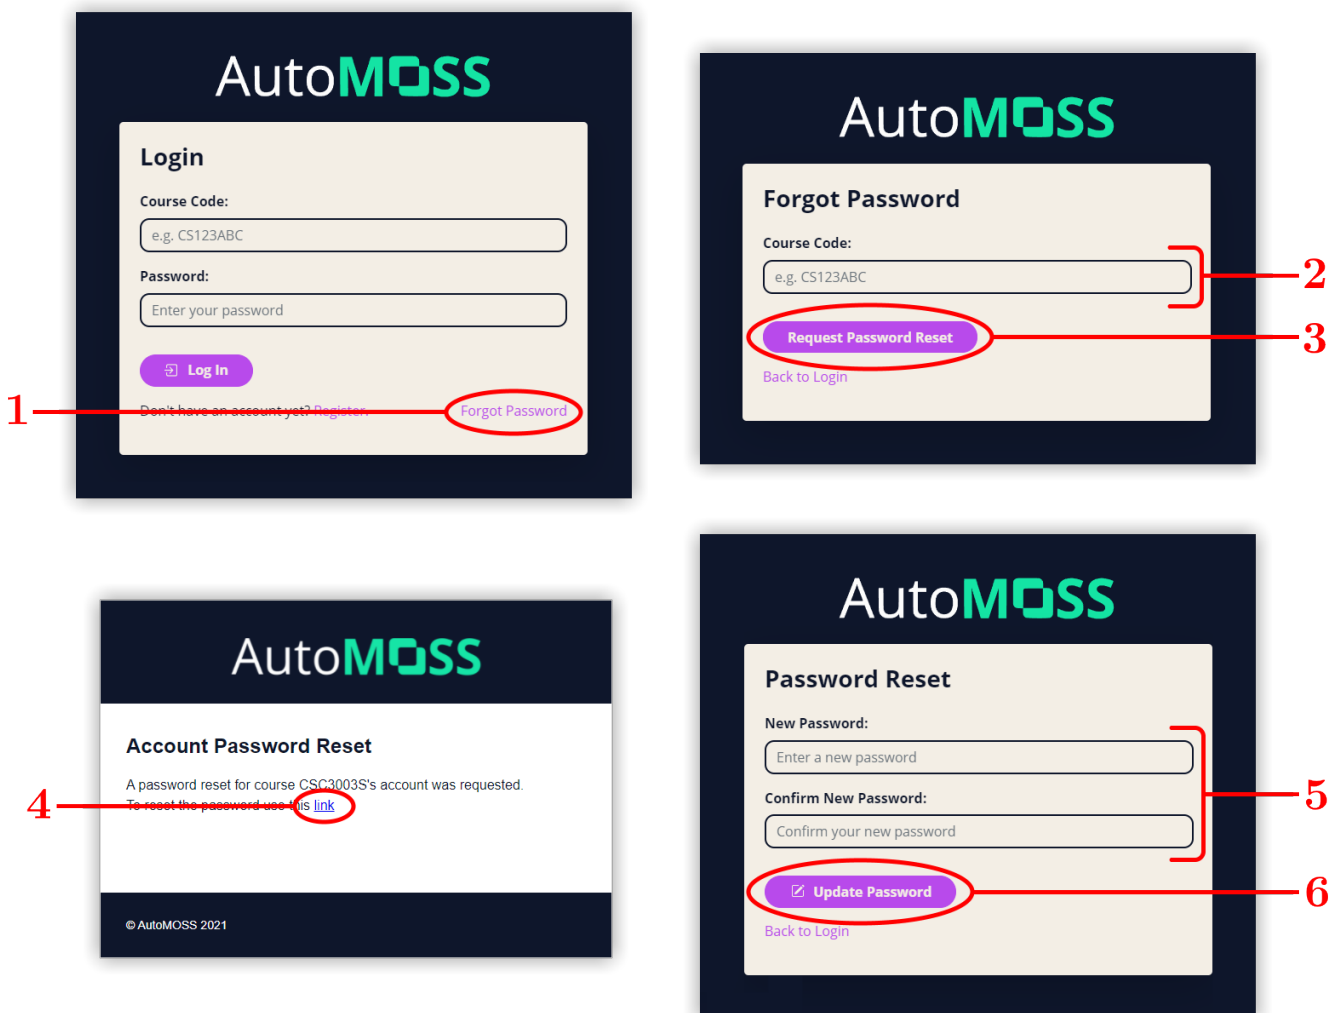 AutoMOSS
Login
Course Code:
e.g. CS123ABC
Password:
Enter your password
Log In
1
Don't have an account yet? Register.
Forgot Password
AutoMOSS
Forgot Password
Course Code:
e.g. CS123ABC
2
Request Password Reset
3
Back to Login
AutoMOSS
Account Password Reset
A password reset for course CSC3003S's account was requested.
4
To reset the password use this link
© AutoMOSS 2021
AutoMOSS
Password Reset
New Password:
Enter a new password
Confirm New Password:
5
Confirm your new password
Update Password
6
Back to Login